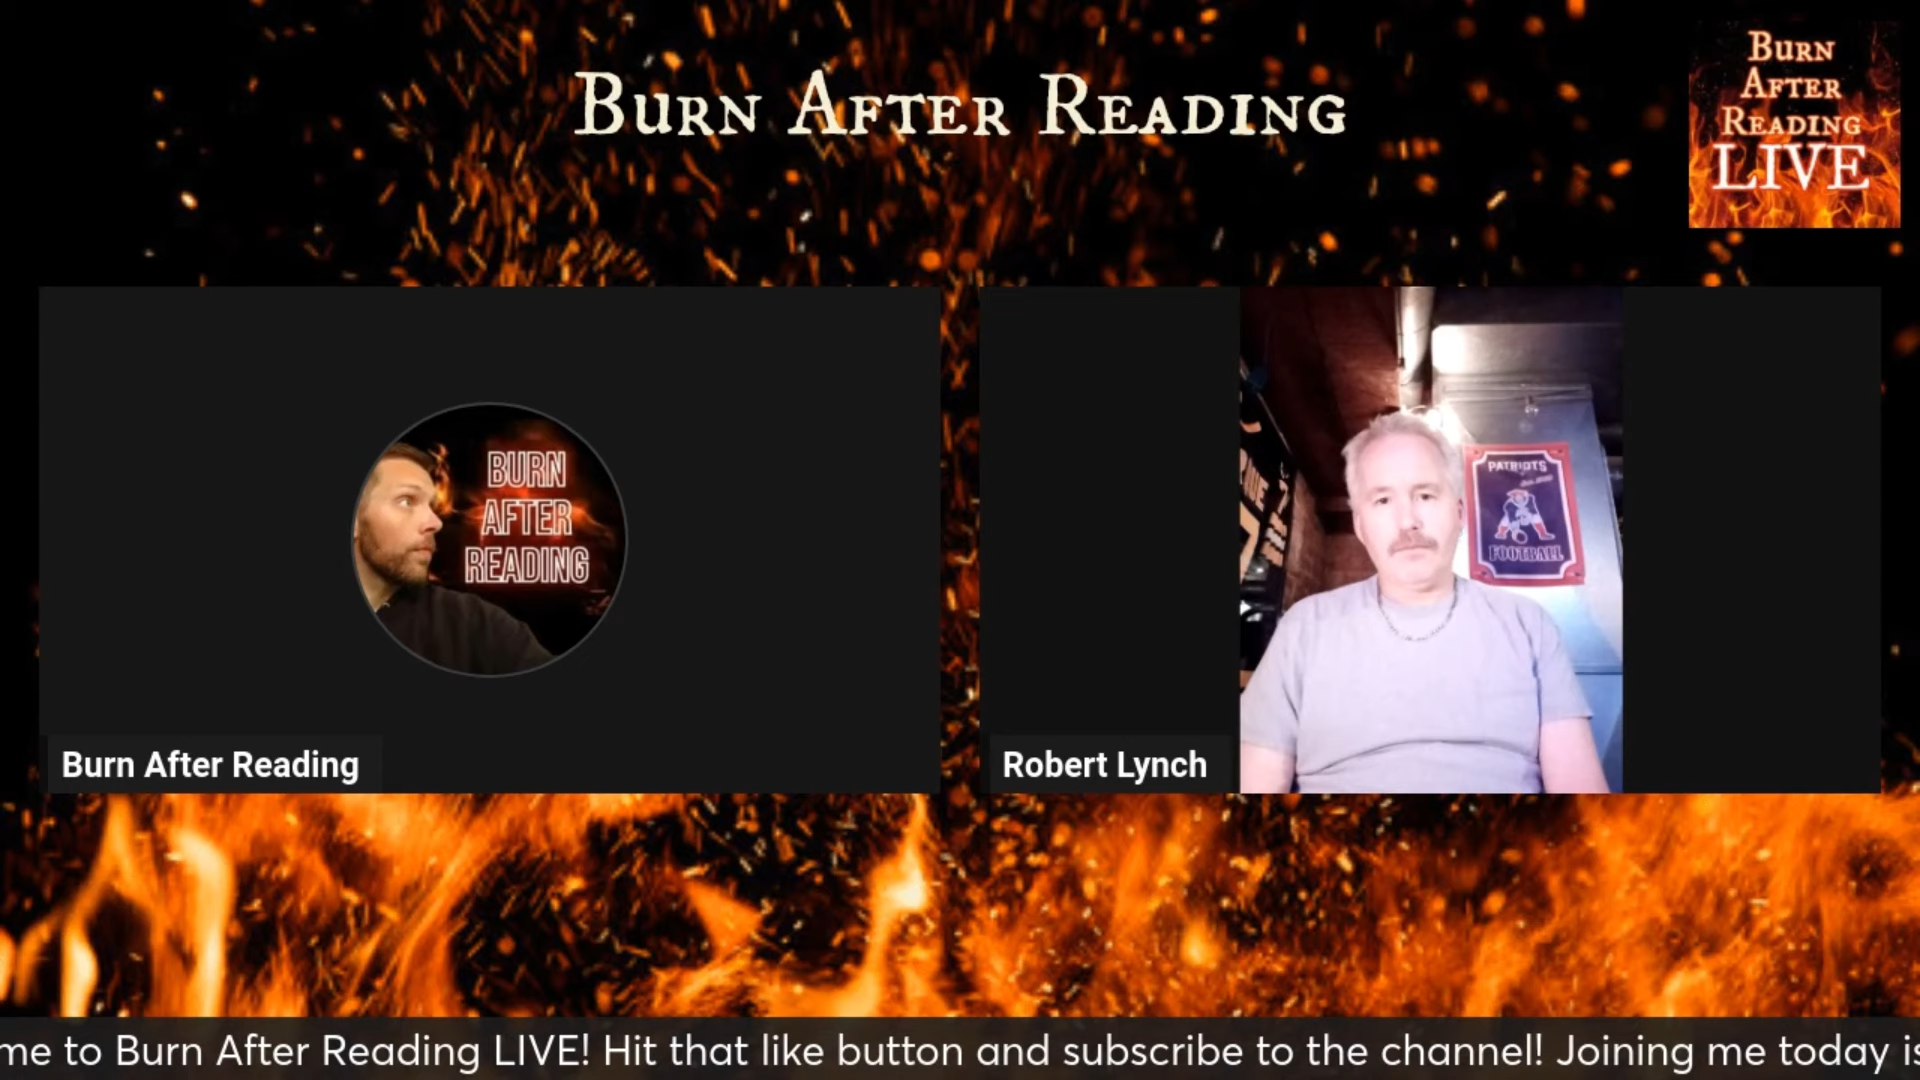 Burn After Reading
Burn
After
Reading
LIVE
BURN
AFTER
READING
PATRIOTS
FOOTBALL
Burn After Reading
Robert Lynch
me to Burn After Reading LIVE! Hit that like button and subscribe to the channel! Joining me today is